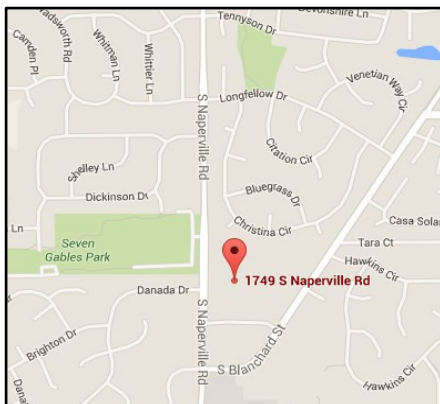 Tennyson Dr
Devonshire Ln
Wadsworth Rd
Camden Pl
Whitman Ln
Whittier Ln
Venetian Way Cir
Longfellow Dr
S Naperville Rd
Citation Cir
Shelley Ln
Bluegrass Dr
Dickinson Dr
Christina Cir
Casa Solan
Ln
Tara Ct
Seven
Gables Park
Hawkins Cir
1749 S Naperville Rd
Danada Dr
S Naperville Rd
Brighton Dr
S Blanchard St
Dana
Hawkins Cir